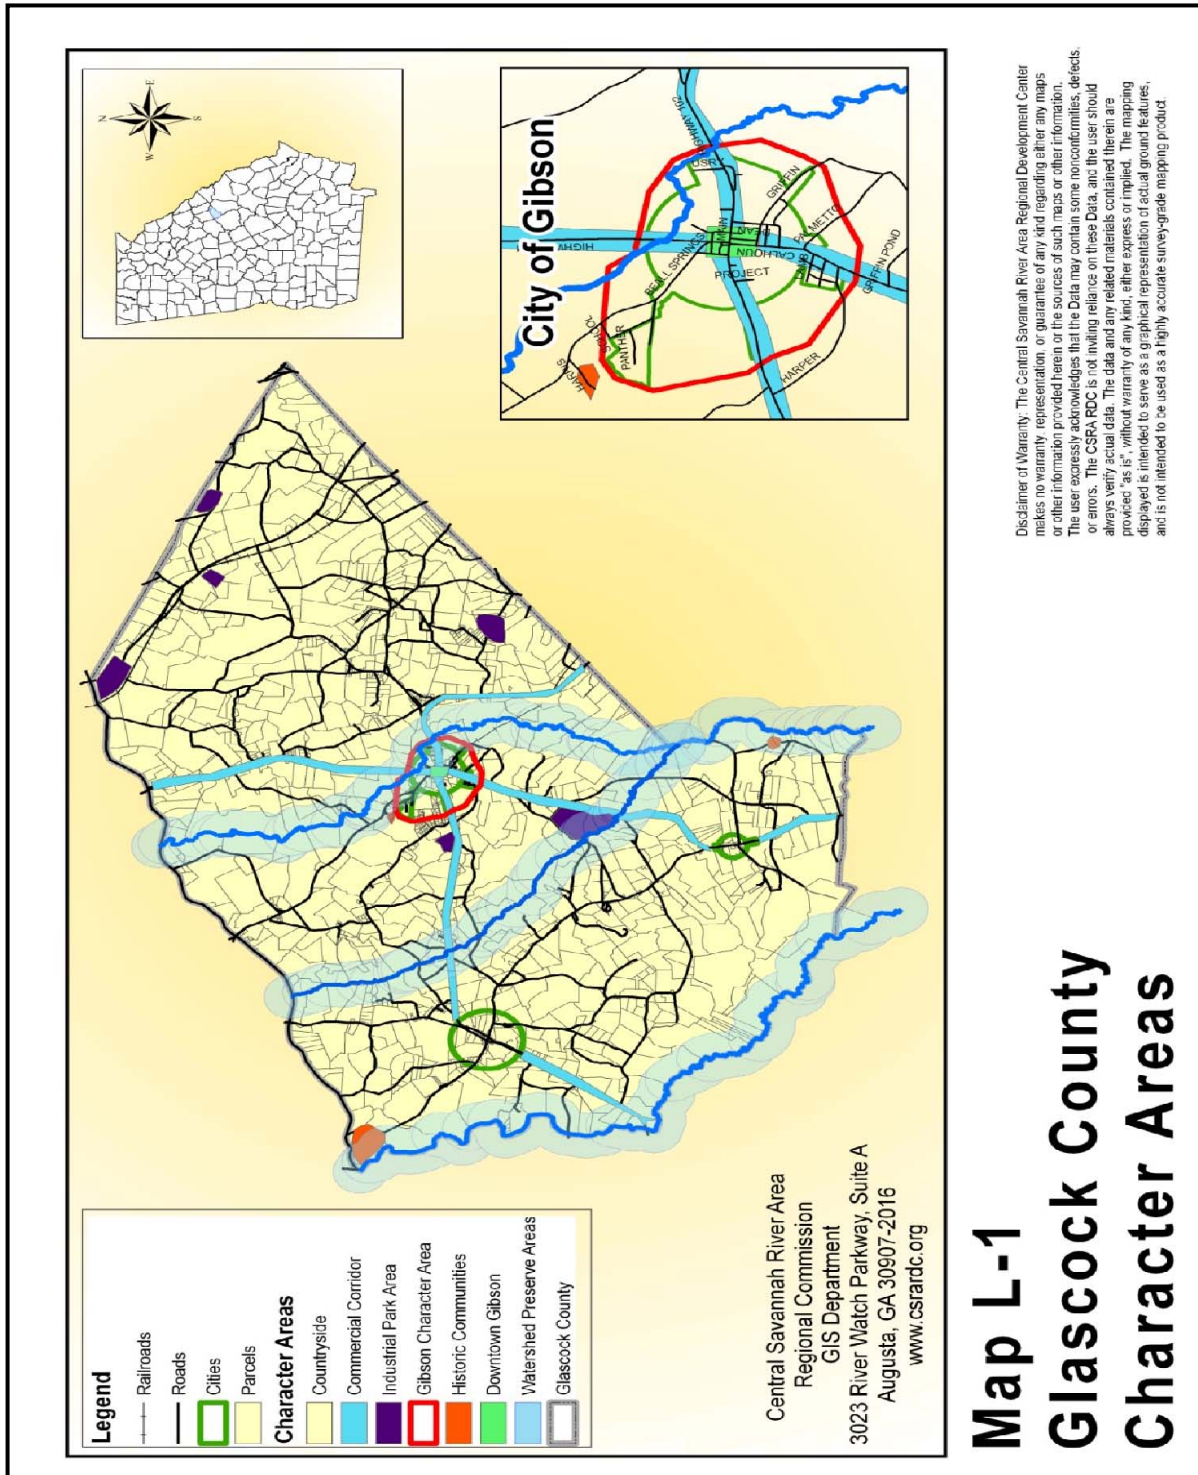 Map L-1
Glascock County
Character Areas
Legend
Railroads
Roads
Cities
Parcels
Character Areas
Countryside
Commercial Corridor
Industrial Park Area
Gibson Character Area
Historic Communities
Downtown Gibson
Watershed Preserve Areas
Glascock County
Central Savannah River Area
Regional Commission
GIS Department
3023 River Watch Parkway, Suite A
Augusta, GA 30907-2016
www.csrardc.org
N
E
S
W
City of Gibson
HIGHWAY 102
USRY
GRIFFIN
MAIN
DEAN
PALMETTO
BEALL SPRINGS
CALHOUN
PROJECT
GRIFFIN POND
SCHOOL
PANTHER
HARPER
Disclaimer of Warranty: The Central Savannah River Area Regional Development Center
makes no warranty, representation, or guarantee of any kind regarding either any maps
or other information provided herein or the sources of such maps or other information.
The user expressly acknowledges that the Data may contain some nonconformities, defects,
or errors. The CSRA RDC is not inviting reliance on these Data, and the user should
always verify actual data. The data and any related materials contained therein are
provided "as is", without warranty of any kind, either express or implied. The mapping
displayed is intended to serve as a graphical representation of actual ground features,
and is not intended to be used as a highly accurate survey-grade mapping product.